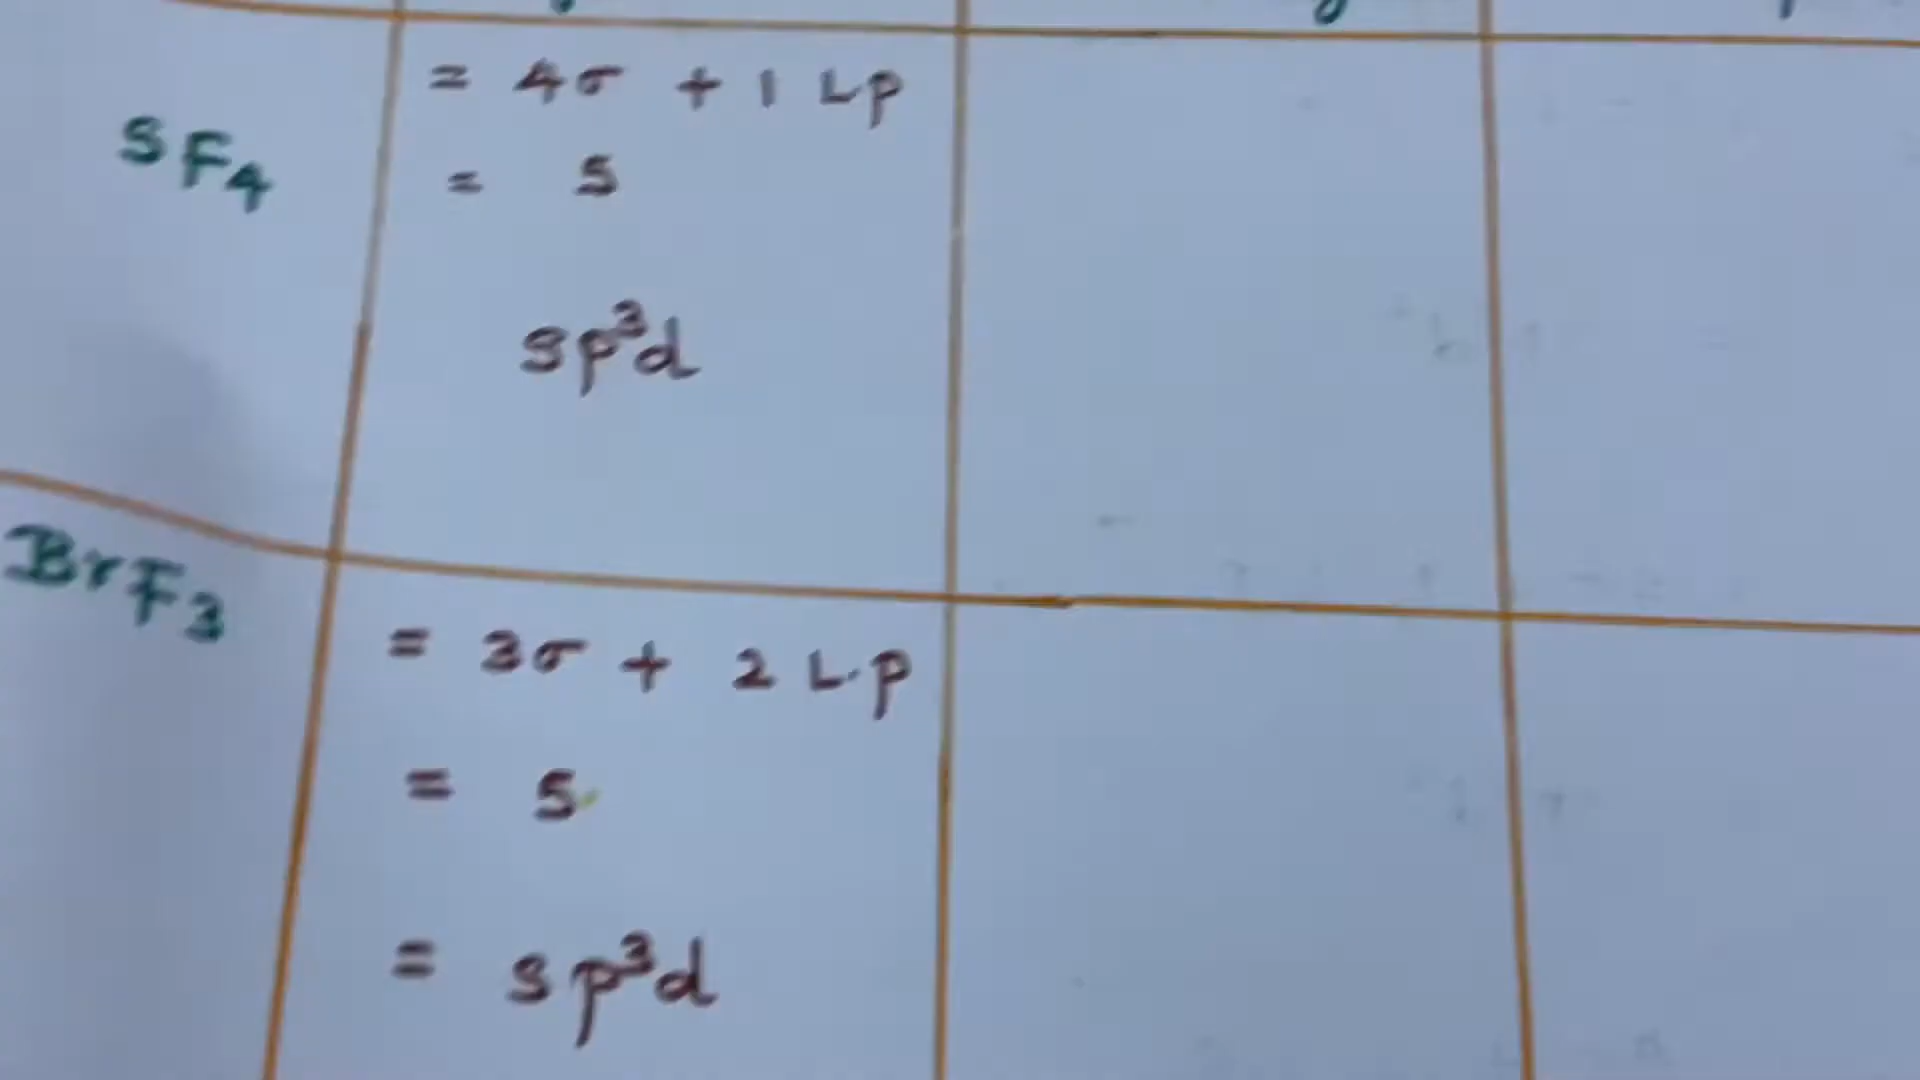 SF₄
= 4σ + 1 Lp
= 5
sp³d
BrF₃
= 3σ + 2 L.p
= 5
= sp³d